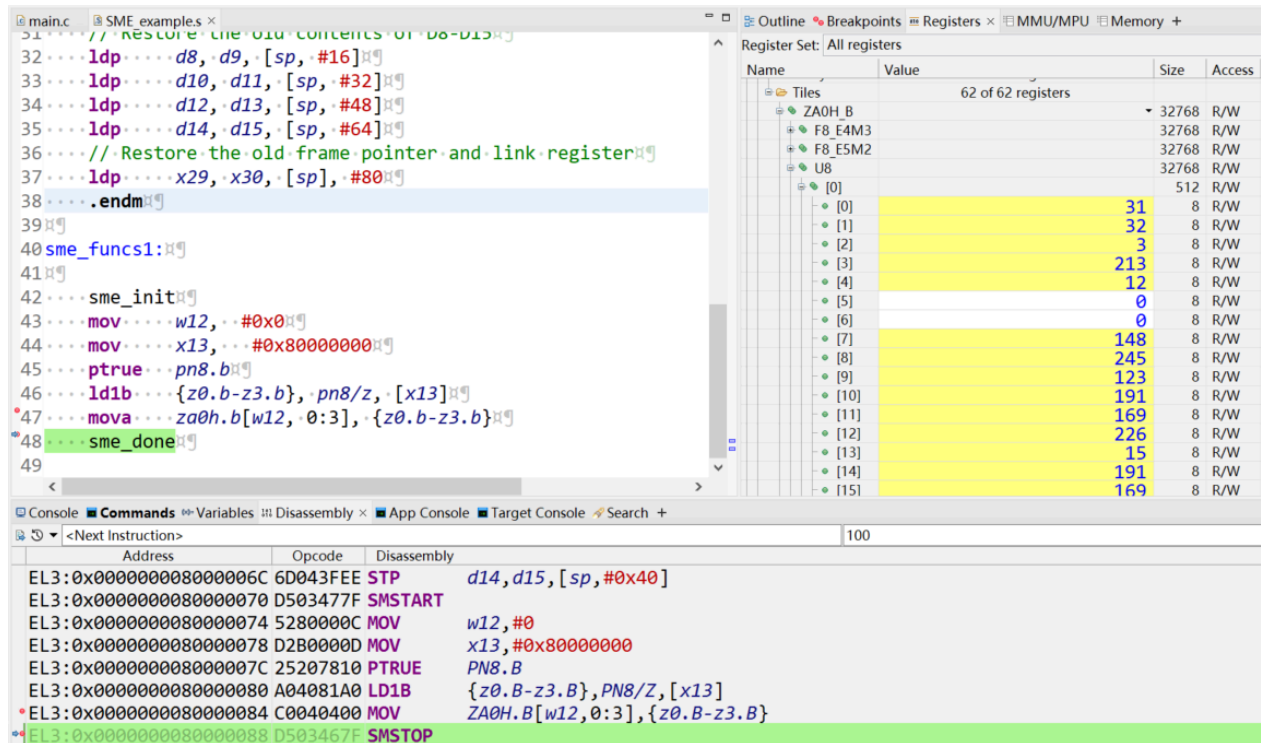 main.c SME_example.s ×
31 // Restore the old contents of D8-D15
32 ldp d8, d9, [sp, #16]
33 ldp d10, d11, [sp, #32]
34 ldp d12, d13, [sp, #48]
35 ldp d14, d15, [sp, #64]
36 // Restore the old frame pointer and link register
37 ldp x29, x30, [sp], #80
38 .endm
39
40 sme_funcs1:
41
42 sme_init
43 mov w12, #0x0
44 mov x13, #0x80000000
45 ptrue pn8.b
46 ld1b {z0.b-z3.b}, pn8/z, [x13]
47 mova za0h.b[w12, 0:3], {z0.b-z3.b}
48 sme_done
49
Outline Breakpoints Registers × MMU/MPU Memory +
Register Set: All registers
Name Value Size Access
Tiles 62 of 62 registers
ZA0H_B 32768 R/W
F8_E4M3 32768 R/W
F8_E5M2 32768 R/W
U8 32768 R/W
[0] 512 R/W
[0] 31 8 R/W
[1] 32 8 R/W
[2] 3 8 R/W
[3] 213 8 R/W
[4] 12 8 R/W
[5] 0 8 R/W
[6] 0 8 R/W
[7] 148 8 R/W
[8] 245 8 R/W
[9] 123 8 R/W
[10] 191 8 R/W
[11] 169 8 R/W
[12] 226 8 R/W
[13] 15 8 R/W
[14] 191 8 R/W
[15] 169 8 R/W
Console Commands Variables Disassembly × App Console Target Console Search +
<Next Instruction> 100
Address Opcode Disassembly
EL3:0x000000008000006C 6D043FEE STP d14,d15,[sp,#0x40]
EL3:0x0000000080000070 D503477F SMSTART
EL3:0x0000000080000074 5280000C MOV w12,#0
EL3:0x0000000080000078 D2B0000D MOV x13,#0x80000000
EL3:0x000000008000007C 25207810 PTRUE PN8.B
EL3:0x0000000080000080 A04081A0 LD1B {z0.B-z3.B},PN8/Z,[x13]
EL3:0x0000000080000084 C0040400 MOV ZA0H.B[w12,0:3],{z0.B-z3.B}
EL3:0x0000000080000088 D503467F SMSTOP